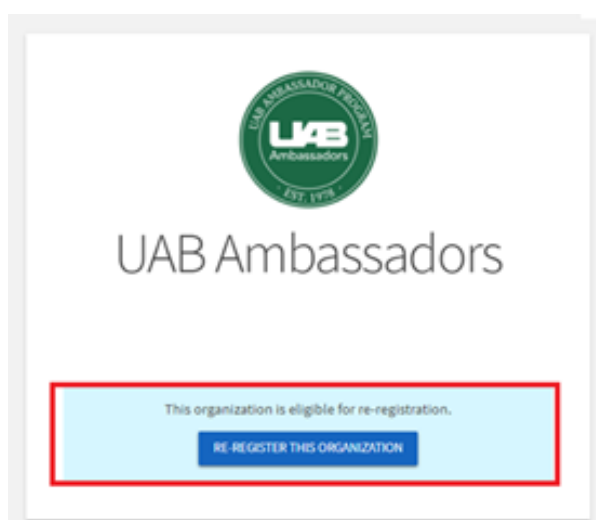 UAB AMBASSADOR PROGRAM
UAB
Ambassadors
· EST. 1978 ·
UAB Ambassadors
This organization is eligible for re-registration.
RE-REGISTER THIS ORGANIZATION